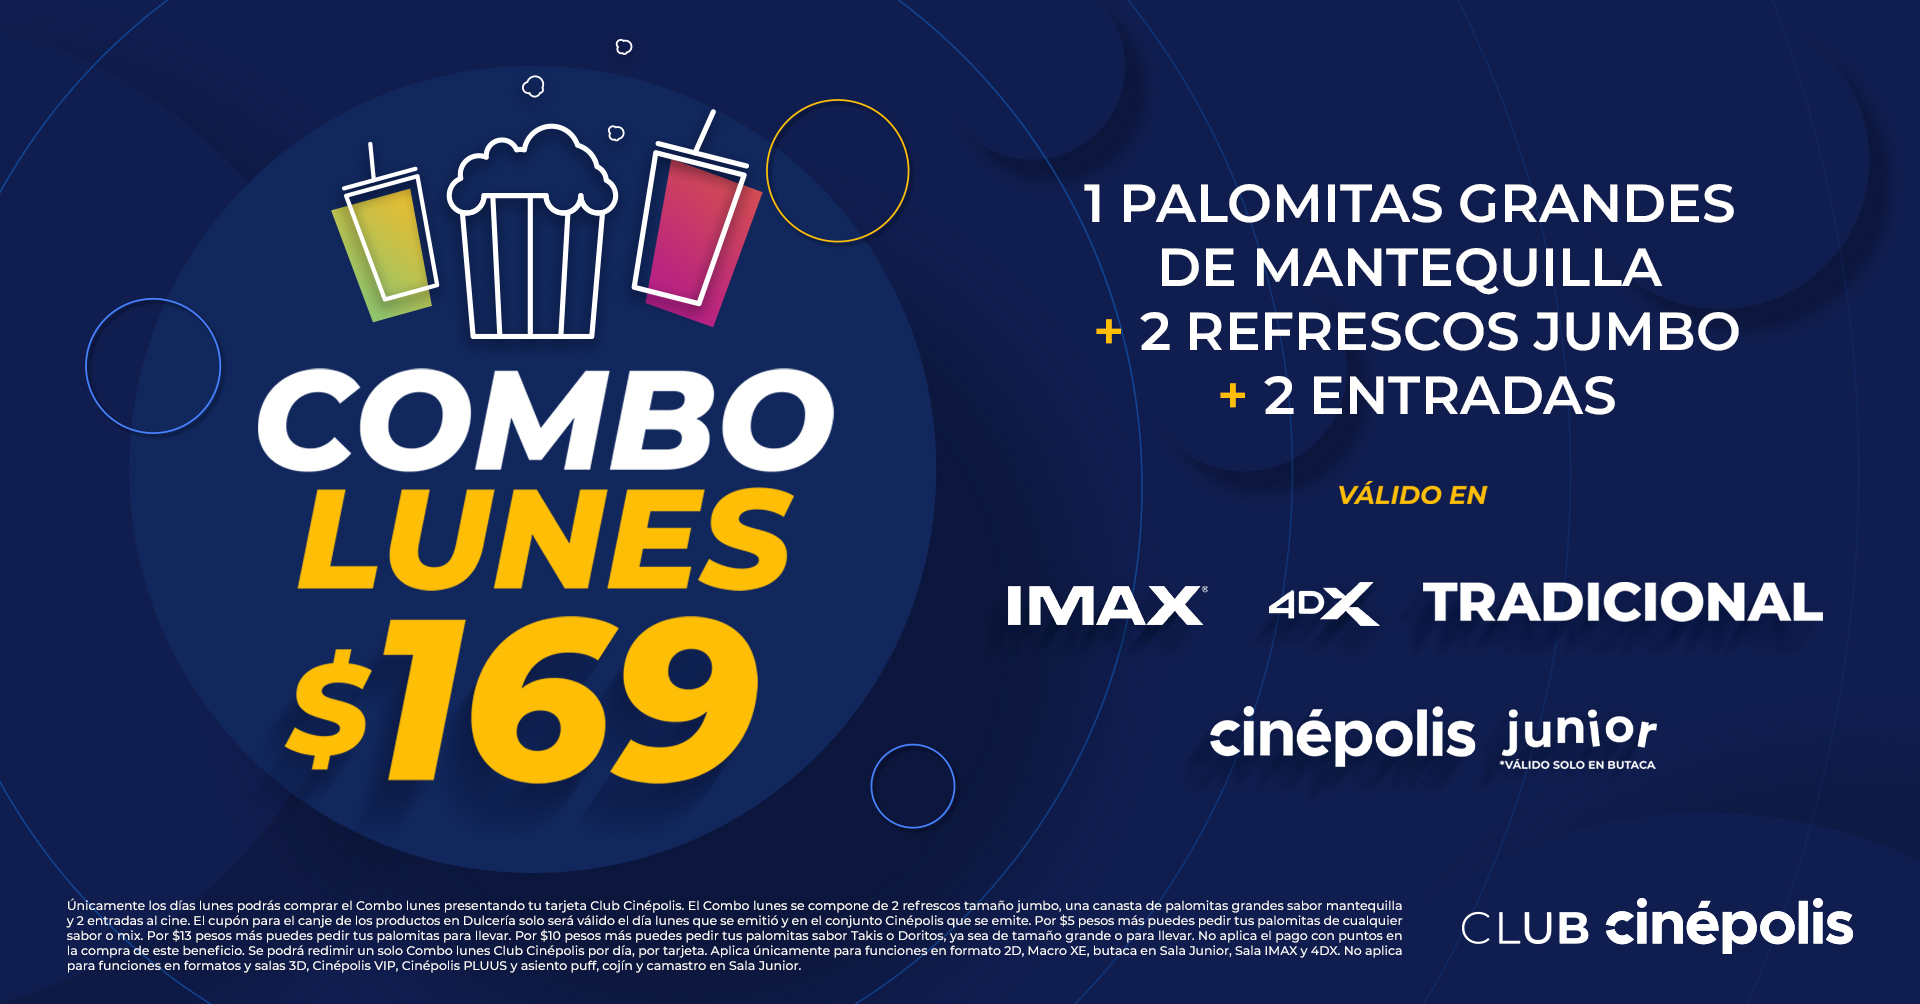 COMBO
LUNES
$169
1 PALOMITAS GRANDES
DE MANTEQUILLA
+ 2 REFRESCOS JUMBO
+ 2 ENTRADAS
VÁLIDO EN
IMAX® 4DX TRADICIONAL
cinépolis junior
*VÁLIDO SOLO EN BUTACA
Únicamente los días lunes podrás comprar el Combo lunes presentando tu tarjeta Club Cinépolis. El Combo lunes se compone de 2 refrescos tamaño jumbo, una canasta de palomitas grandes sabor mantequilla
y 2 entradas al cine. El cupón para el canje de los productos en Dulcería solo será válido el día lunes que se emitió y en el conjunto Cinépolis que se emite. Por $5 pesos más puedes pedir tus palomitas de cualquier
sabor o mix. Por $13 pesos más puedes pedir tus palomitas para llevar. Por $10 pesos más puedes pedir tus palomitas sabor Takis o Doritos, ya sea de tamaño grande o para llevar. No aplica el pago con puntos en
la compra de este beneficio. Se podrá redimir un solo Combo lunes Club Cinépolis por día, por tarjeta. Aplica únicamente para funciones en formato 2D, Macro XE, butaca en Sala Junior, Sala IMAX y 4DX. No aplica
para funciones en formatos y salas 3D, Cinépolis VIP, Cinépolis PLUUS y asiento puff, cojín y camastro en Sala Junior.
CLUB cinépolis